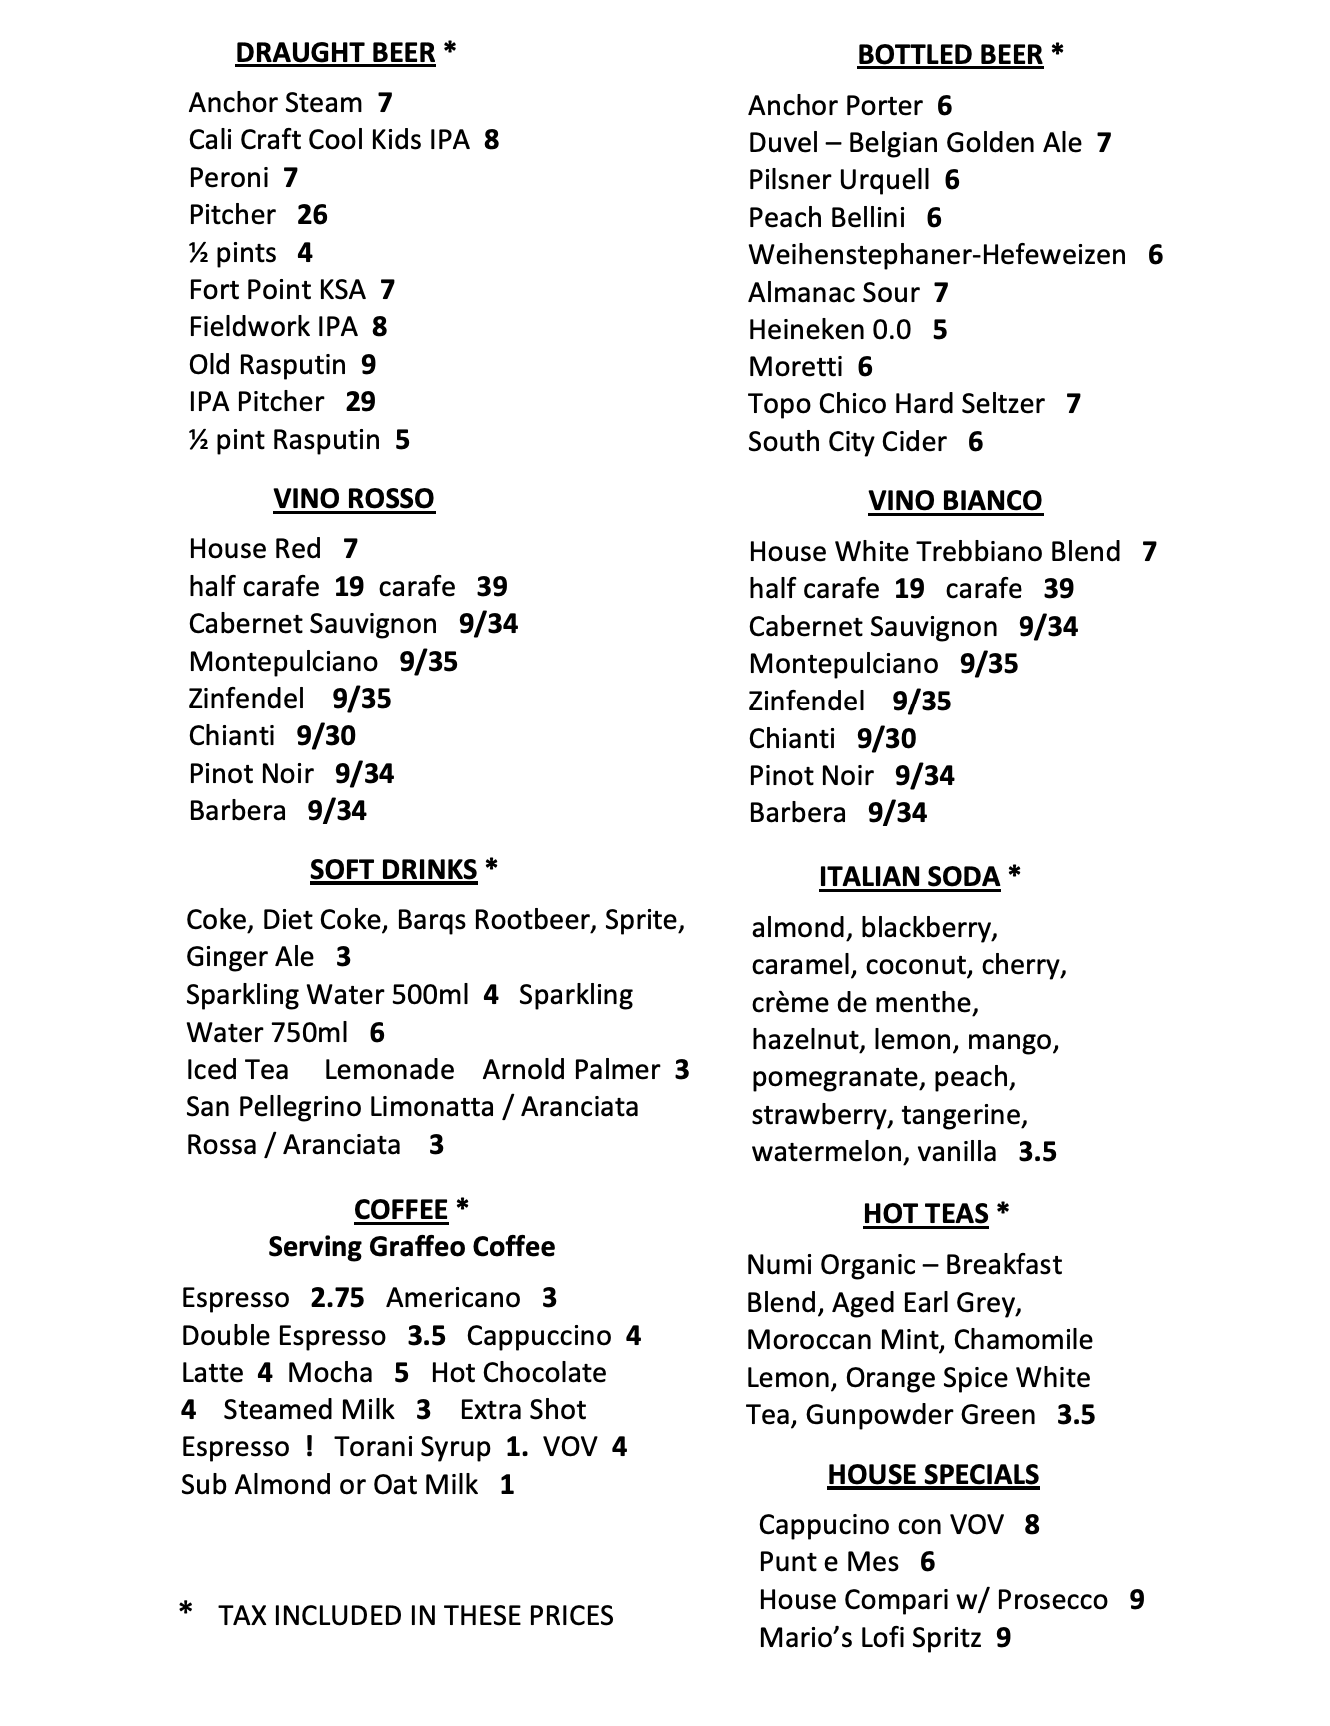 DRAUGHT BEER *
Anchor Steam 7
Cali Craft Cool Kids IPA 8
Peroni 7
Pitcher 26
½ pints 4
Fort Point KSA 7
Fieldwork IPA 8
Old Rasputin 9
IPA Pitcher 29
½ pint Rasputin 5
VINO ROSSO
House Red 7
half carafe 19 carafe 39
Cabernet Sauvignon 9/34
Montepulciano 9/35
Zinfendel 9/35
Chianti 9/30
Pinot Noir 9/34
Barbera 9/34
SOFT DRINKS *
Coke, Diet Coke, Barqs Rootbeer, Sprite,
Ginger Ale 3
Sparkling Water 500ml 4 Sparkling
Water 750ml 6
Iced Tea Lemonade Arnold Palmer 3
San Pellegrino Limonatta / Aranciata
Rossa / Aranciata 3
COFFEE *
Serving Graffeo Coffee
Espresso 2.75 Americano 3
Double Espresso 3.5 Cappuccino 4
Latte 4 Mocha 5 Hot Chocolate
4 Steamed Milk 3 Extra Shot
Espresso ! Torani Syrup 1. VOV 4
Sub Almond or Oat Milk 1
* TAX INCLUDED IN THESE PRICES
BOTTLED BEER *
Anchor Porter 6
Duvel – Belgian Golden Ale 7
Pilsner Urquell 6
Peach Bellini 6
Weihenstephaner-Hefeweizen 6
Almanac Sour 7
Heineken 0.0 5
Moretti 6
Topo Chico Hard Seltzer 7
South City Cider 6
VINO BIANCO
House White Trebbiano Blend 7
half carafe 19 carafe 39
Cabernet Sauvignon 9/34
Montepulciano 9/35
Zinfendel 9/35
Chianti 9/30
Pinot Noir 9/34
Barbera 9/34
ITALIAN SODA *
almond, blackberry,
caramel, coconut, cherry,
crème de menthe,
hazelnut, lemon, mango,
pomegranate, peach,
strawberry, tangerine,
watermelon, vanilla 3.5
HOT TEAS *
Numi Organic – Breakfast
Blend, Aged Earl Grey,
Moroccan Mint, Chamomile
Lemon, Orange Spice White
Tea, Gunpowder Green 3.5
HOUSE SPECIALS
Cappucino con VOV 8
Punt e Mes 6
House Compari w/ Prosecco 9
Mario’s Lofi Spritz 9